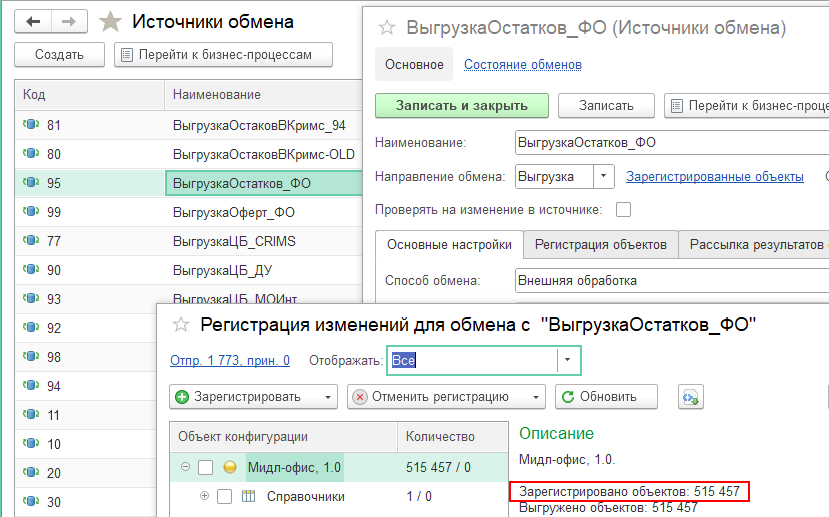 Источники обмена
Создать
Перейти к бизнес-процессам
Код Наименование
81 ВыгрузкаОстаковВКримс_94
80 ВыгрузкаОстаковВКримс-OLD
95 ВыгрузкаОстатков_ФО
99 ВыгрузкаОферт_ФО
77 ВыгрузкаЦБ_CRIMS
90 ВыгрузкаЦБ_ДУ
93 ВыгрузкаЦБ_МОИнт
92
98
94
11
10
20
30
ВыгрузкаОстатков_ФО (Источники обмена)
Основное Состояние обменов
Записать и закрыть Записать Перейти к бизнес-проце
Наименование: ВыгрузкаОстатков_ФО
Направление обмена: Выгрузка Зарегистрированные объекты
Проверять на изменение в источнике:
Основные настройки Регистрация объектов Рассылка результатов
Способ обмена: Внешняя обработка
Регистрация изменений для обмена с "ВыгрузкаОстатков_ФО"
Отпр. 1 773, прин. 0 Отображать: Все
Зарегистрировать Отменить регистрацию Обновить
Объект конфигурации Количество
Мидл-офис, 1.0 515 457 / 0
Справочники 1 / 0
Описание
Мидл-офис, 1.0.
Зарегистрировано объектов: 515 457
Выгружено объектов: 515 457